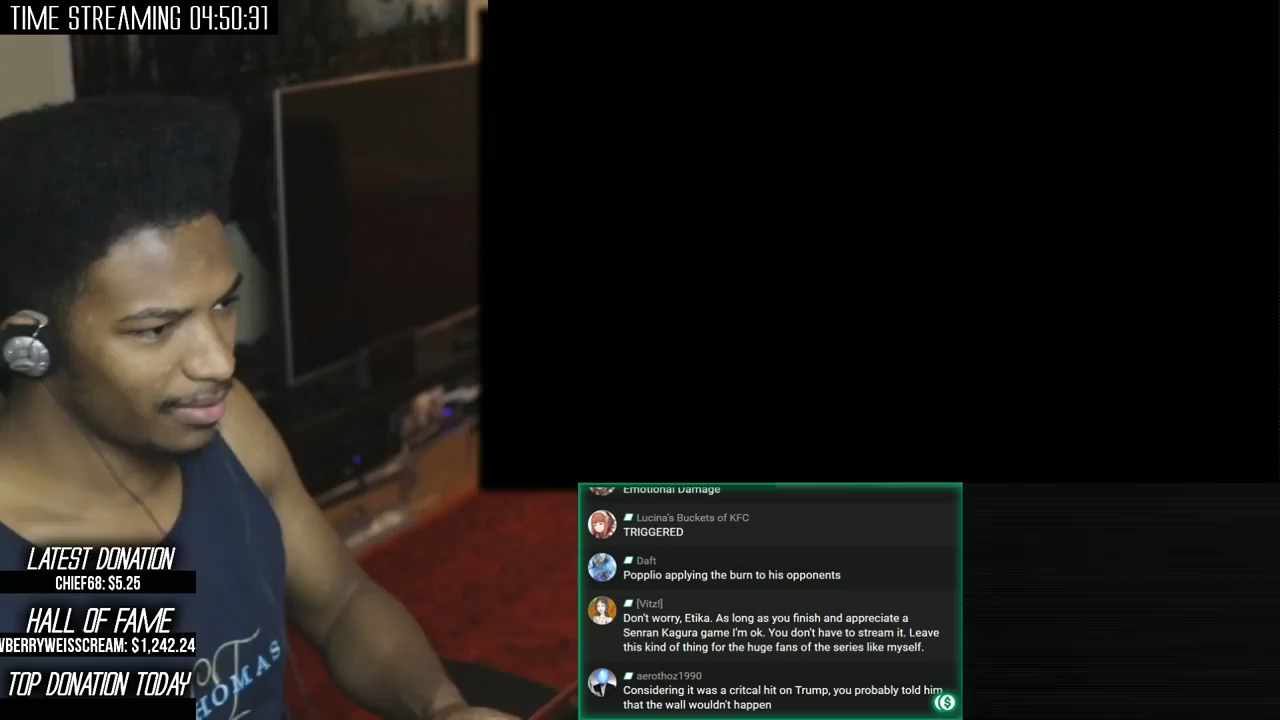 TIME STREAMING 04:50:31
Emotional Damage
Lucina's Buckets of KFC
TRIGGERED
Daft
Popplio applying the burn to his opponents
[Vitz!]
Don't worry, Etika. As long as you finish and appreciate a
Senran Kagura game I'm ok. You don't have to stream it. Leave
this kind of thing for the huge fans of the series like myself.
aerothoz1990
Considering it was a critcal hit on Trump, you probably told him
that the wall wouldn't happen
LATEST DONATION
CHIEF68: $5.25
HALL OF FAME
WBERRYWEISSCREAM: $1,242.24
TOP DONATION TODAY
THOMAS